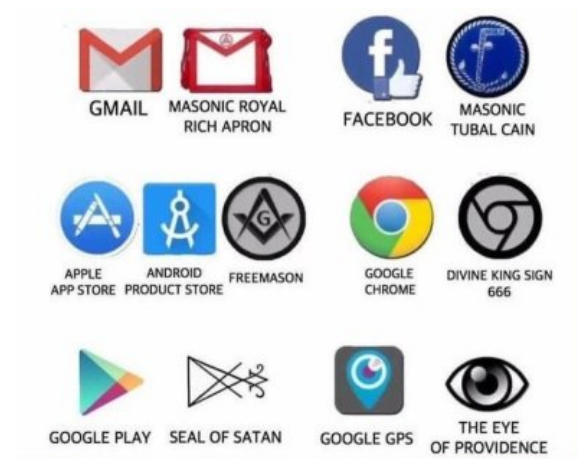 GMAIL
MASONIC ROYAL
RICH APRON
f
FACEBOOK
MASONIC
TUBAL CAIN
APPLE
APP STORE
ANDROID
PRODUCT STORE
G
FREEMASON
GOOGLE
CHROME
DIVINE KING SIGN
666
GOOGLE PLAY
SEAL OF SATAN
GOOGLE GPS
THE EYE
OF PROVIDENCE